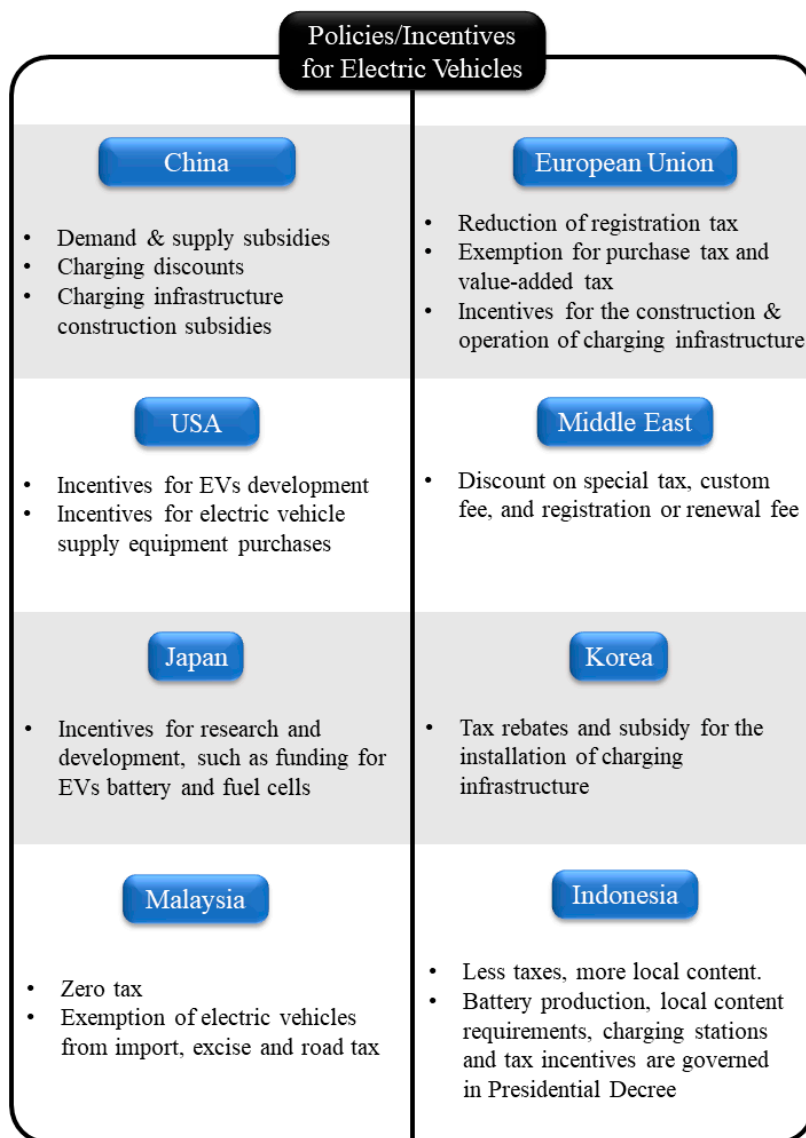 Policies/Incentives
for Electric Vehicles
China
• Demand & supply subsidies
• Charging discounts
• Charging infrastructure
construction subsidies
European Union
• Reduction of registration tax
• Exemption for purchase tax and
value-added tax
• Incentives for the construction &
operation of charging infrastructure
USA
• Incentives for EVs development
• Incentives for electric vehicle
supply equipment purchases
Middle East
• Discount on special tax, custom
fee, and registration or renewal fee
Japan
• Incentives for research and
development, such as funding for
EVs battery and fuel cells
Korea
• Tax rebates and subsidy for the
installation of charging
infrastructure
Malaysia
• Zero tax
• Exemption of electric vehicles
from import, excise and road tax
Indonesia
• Less taxes, more local content.
• Battery production, local content
requirements, charging stations
and tax incentives are governed
in Presidential Decree